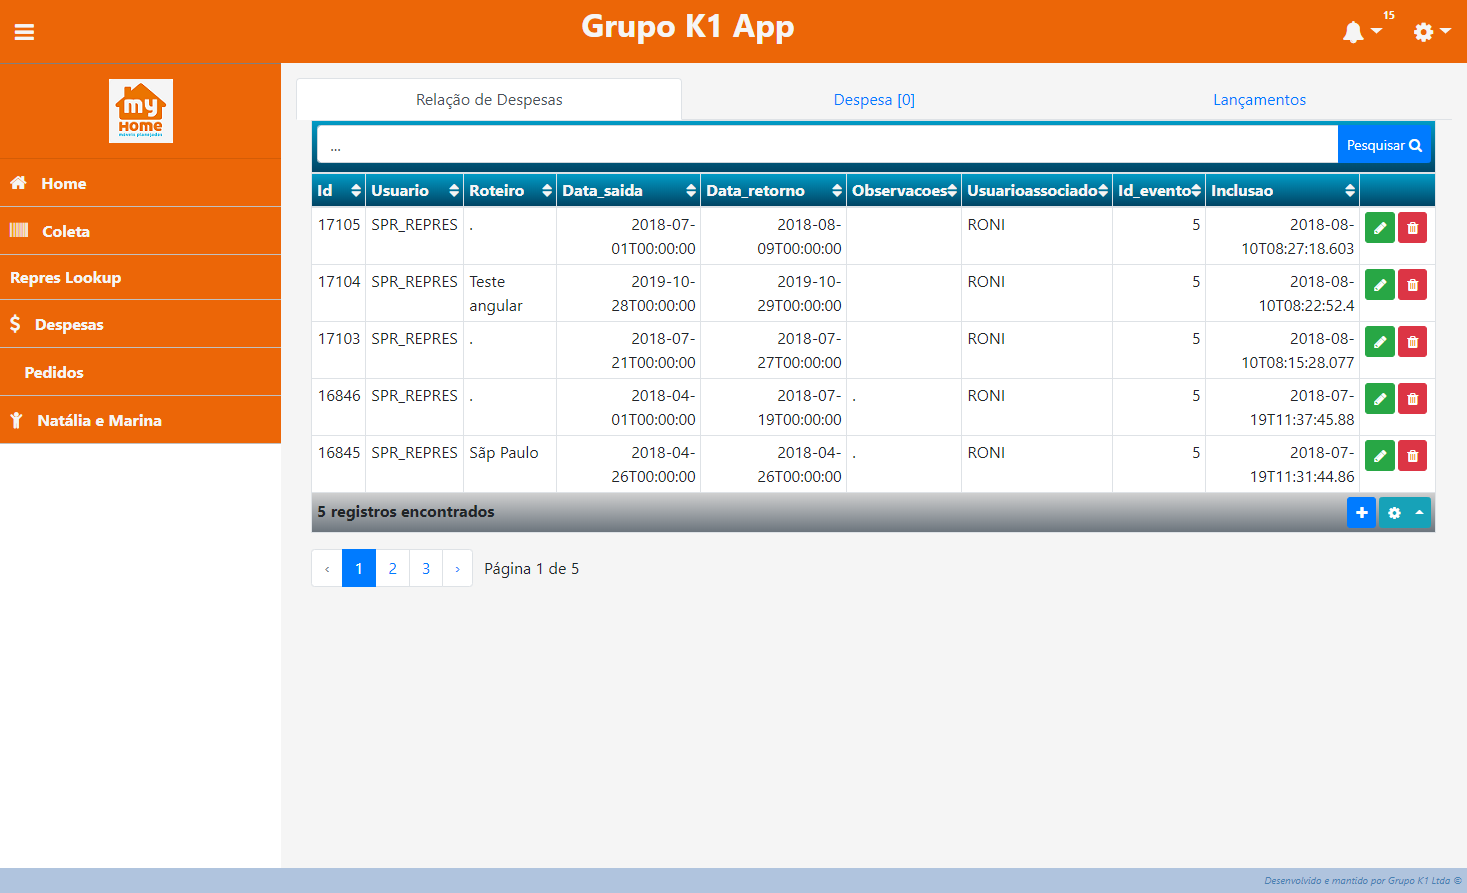 Grupo K1 App
15
my
HOME
móveis planejados
Home
Coleta
Repres Lookup
Despesas
Pedidos
Natália e Marina
Relação de Despesas
Despesa [0]
Lançamentos
...
Pesquisar
Id Usuario Roteiro Data_saida Data_retorno Observacoes Usuarioassociado Id_evento Inclusao
17105 SPR_REPRES . 2018-07- 2018-08- RONI 5 2018-08-
01T00:00:00 09T00:00:00 10T08:27:18.603
17104 SPR_REPRES Teste 2019-10- 2019-10- RONI 5 2018-08-
angular 28T00:00:00 29T00:00:00 10T08:22:52.4
17103 SPR_REPRES . 2018-07- 2018-07- RONI 5 2018-08-
21T00:00:00 27T00:00:00 10T08:15:28.077
16846 SPR_REPRES . 2018-04- 2018-07- . RONI 5 2018-07-
01T00:00:00 19T00:00:00 19T11:37:45.88
16845 SPR_REPRES Sãp Paulo 2018-04- 2018-04- . RONI 5 2018-07-
26T00:00:00 26T00:00:00 19T11:31:44.86
5 registros encontrados
‹ 1 2 3 › Página 1 de 5
Desenvolvido e mantido por Grupo K1 Ltda ©